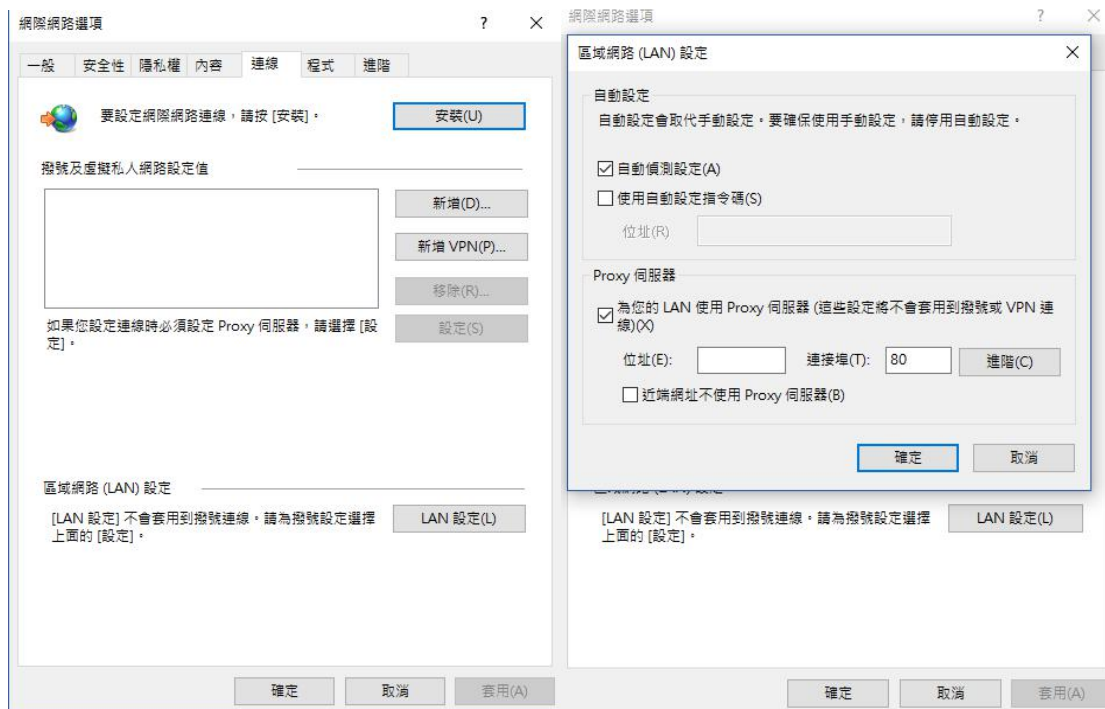 網際網路選項
一般 安全性 隱私權 內容 連線 程式 進階
要設定網際網路連線，請按 [安裝]。
安裝(U)
撥號及虛擬私人網路設定值
新增(D)...
新增 VPN(P)...
移除(R)...
如果您設定連線時必須設定 Proxy 伺服器，請選擇 [設
定]。
設定(S)
區域網路 (LAN) 設定
[LAN 設定] 不會套用到撥號連線。請為撥號設定選擇
上面的 [設定]。
LAN 設定(L)
確定 取消 套用(A)
網際網路選項
區域網路 (LAN) 設定
自動設定
自動設定會取代手動設定。要確保使用手動設定，請停用自動設定。
自動偵測設定(A)
使用自動設定指令碼(S)
位址(R)
Proxy 伺服器
為您的 LAN 使用 Proxy 伺服器 (這些設定將不會套用到撥號或 VPN 連
線)(X)
位址(E): 連接埠(T): 80 進階(C)
近端網址不使用 Proxy 伺服器(B)
確定 取消
區域網路 (LAN) 設定
[LAN 設定] 不會套用到撥號連線。請為撥號設定選擇
上面的 [設定]。
LAN 設定(L)
確定 取消 套用(A)